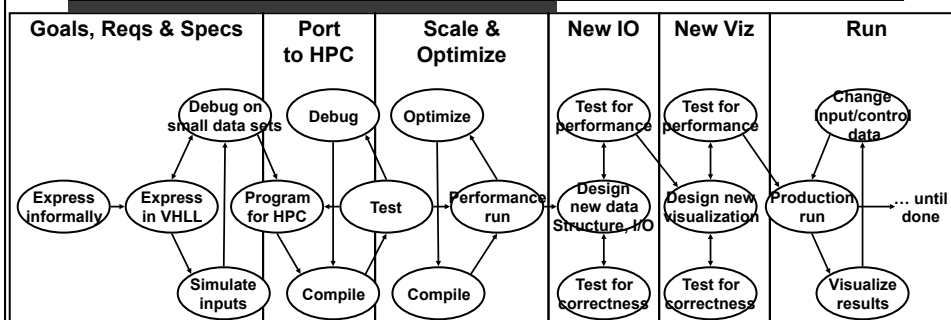 Goals, Reqs & Specs
Port
to HPC
Scale &
Optimize
New IO
New Viz
Run
Debug on
small data sets
Debug
Optimize
Test for
performance
Test for
performance
Change
Input/control
data
Express
informally
Express
in VHLL
Program
for HPC
Test
Performance
run
Design
new data
Structure, I/O
Design new
visualization
Production
run
… until
done
Simulate
inputs
Compile
Compile
Test for
correctness
Test for
correctness
Visualize
results